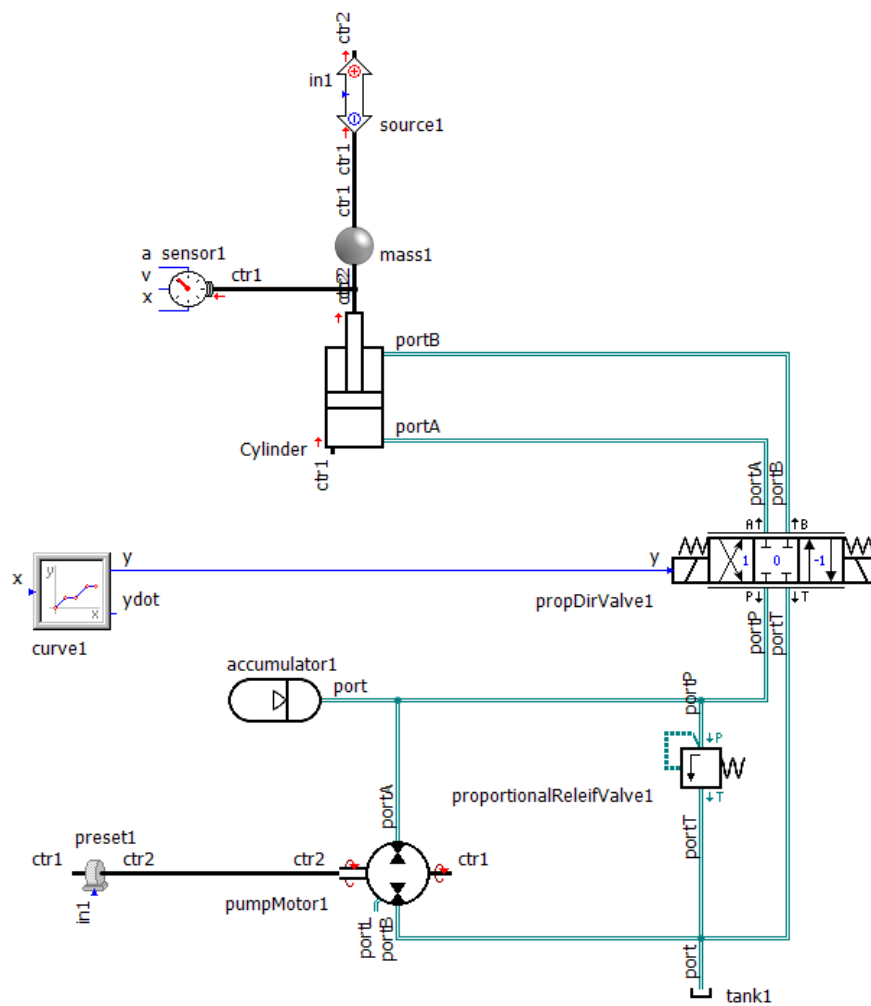 ctr2
in1
source1
ctr1
ctr1
mass1
a sensor1
v
x
ctr1
ctr2
portB
portA
Cylinder
ctr1
portA
portB
A
B
y
y
x
y
x
ydot
curve1
1
0
-1
P
T
propDirValve1
portP
portT
accumulator1
port
portP
P
T
proportionalReleifValve1
portA
portT
preset1
ctr1
ctr2
ctr2
ctr1
in1
pumpMotor1
portL
portB
port
tank1